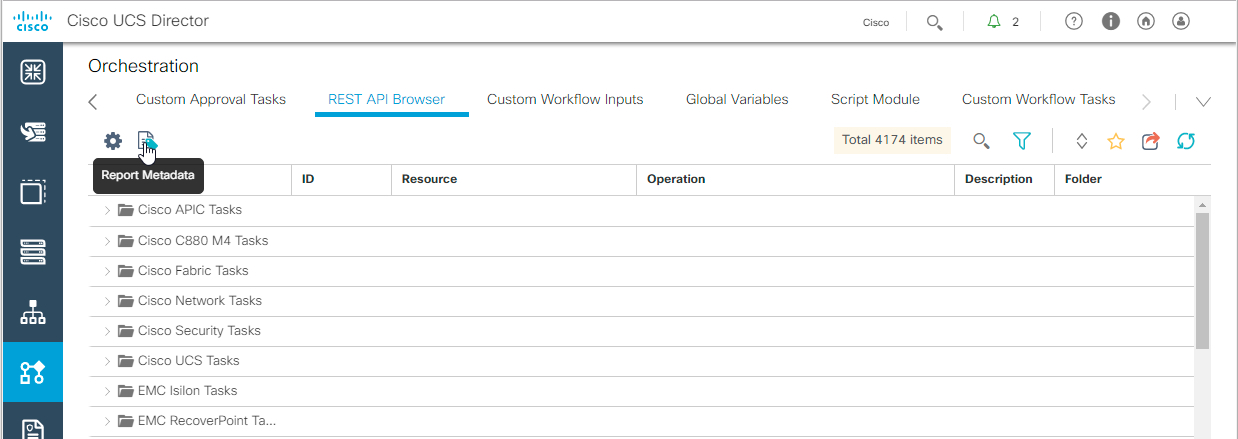 CISCO
Cisco UCS Director
Cisco
2
Orchestration
Custom Approval Tasks
REST API Browser
Custom Workflow Inputs
Global Variables
Script Module
Custom Workflow Tasks
Total 4174 items
Report Metadata
ID
Resource
Operation
Description
Folder
Cisco APIC Tasks
Cisco C880 M4 Tasks
Cisco Fabric Tasks
Cisco Network Tasks
Cisco Security Tasks
Cisco UCS Tasks
EMC Isilon Tasks
EMC RecoverPoint Ta...